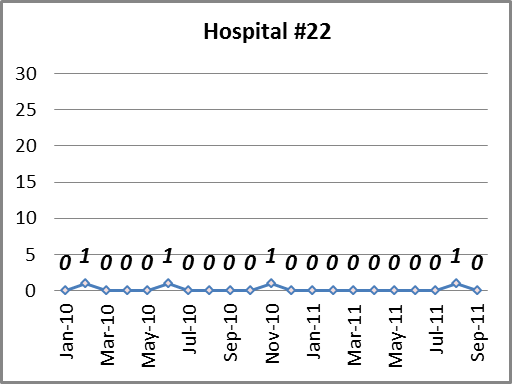 Hospital #22
30
25
20
15
10
5
0
0 1 0 0 0 1 0 0 0 0 1 0 0 0 0 0 0 0 0 1 0
Jan-10 Mar-10 May-10 Jul-10 Sep-10 Nov-10 Jan-11 Mar-11 May-11 Jul-11 Sep-11